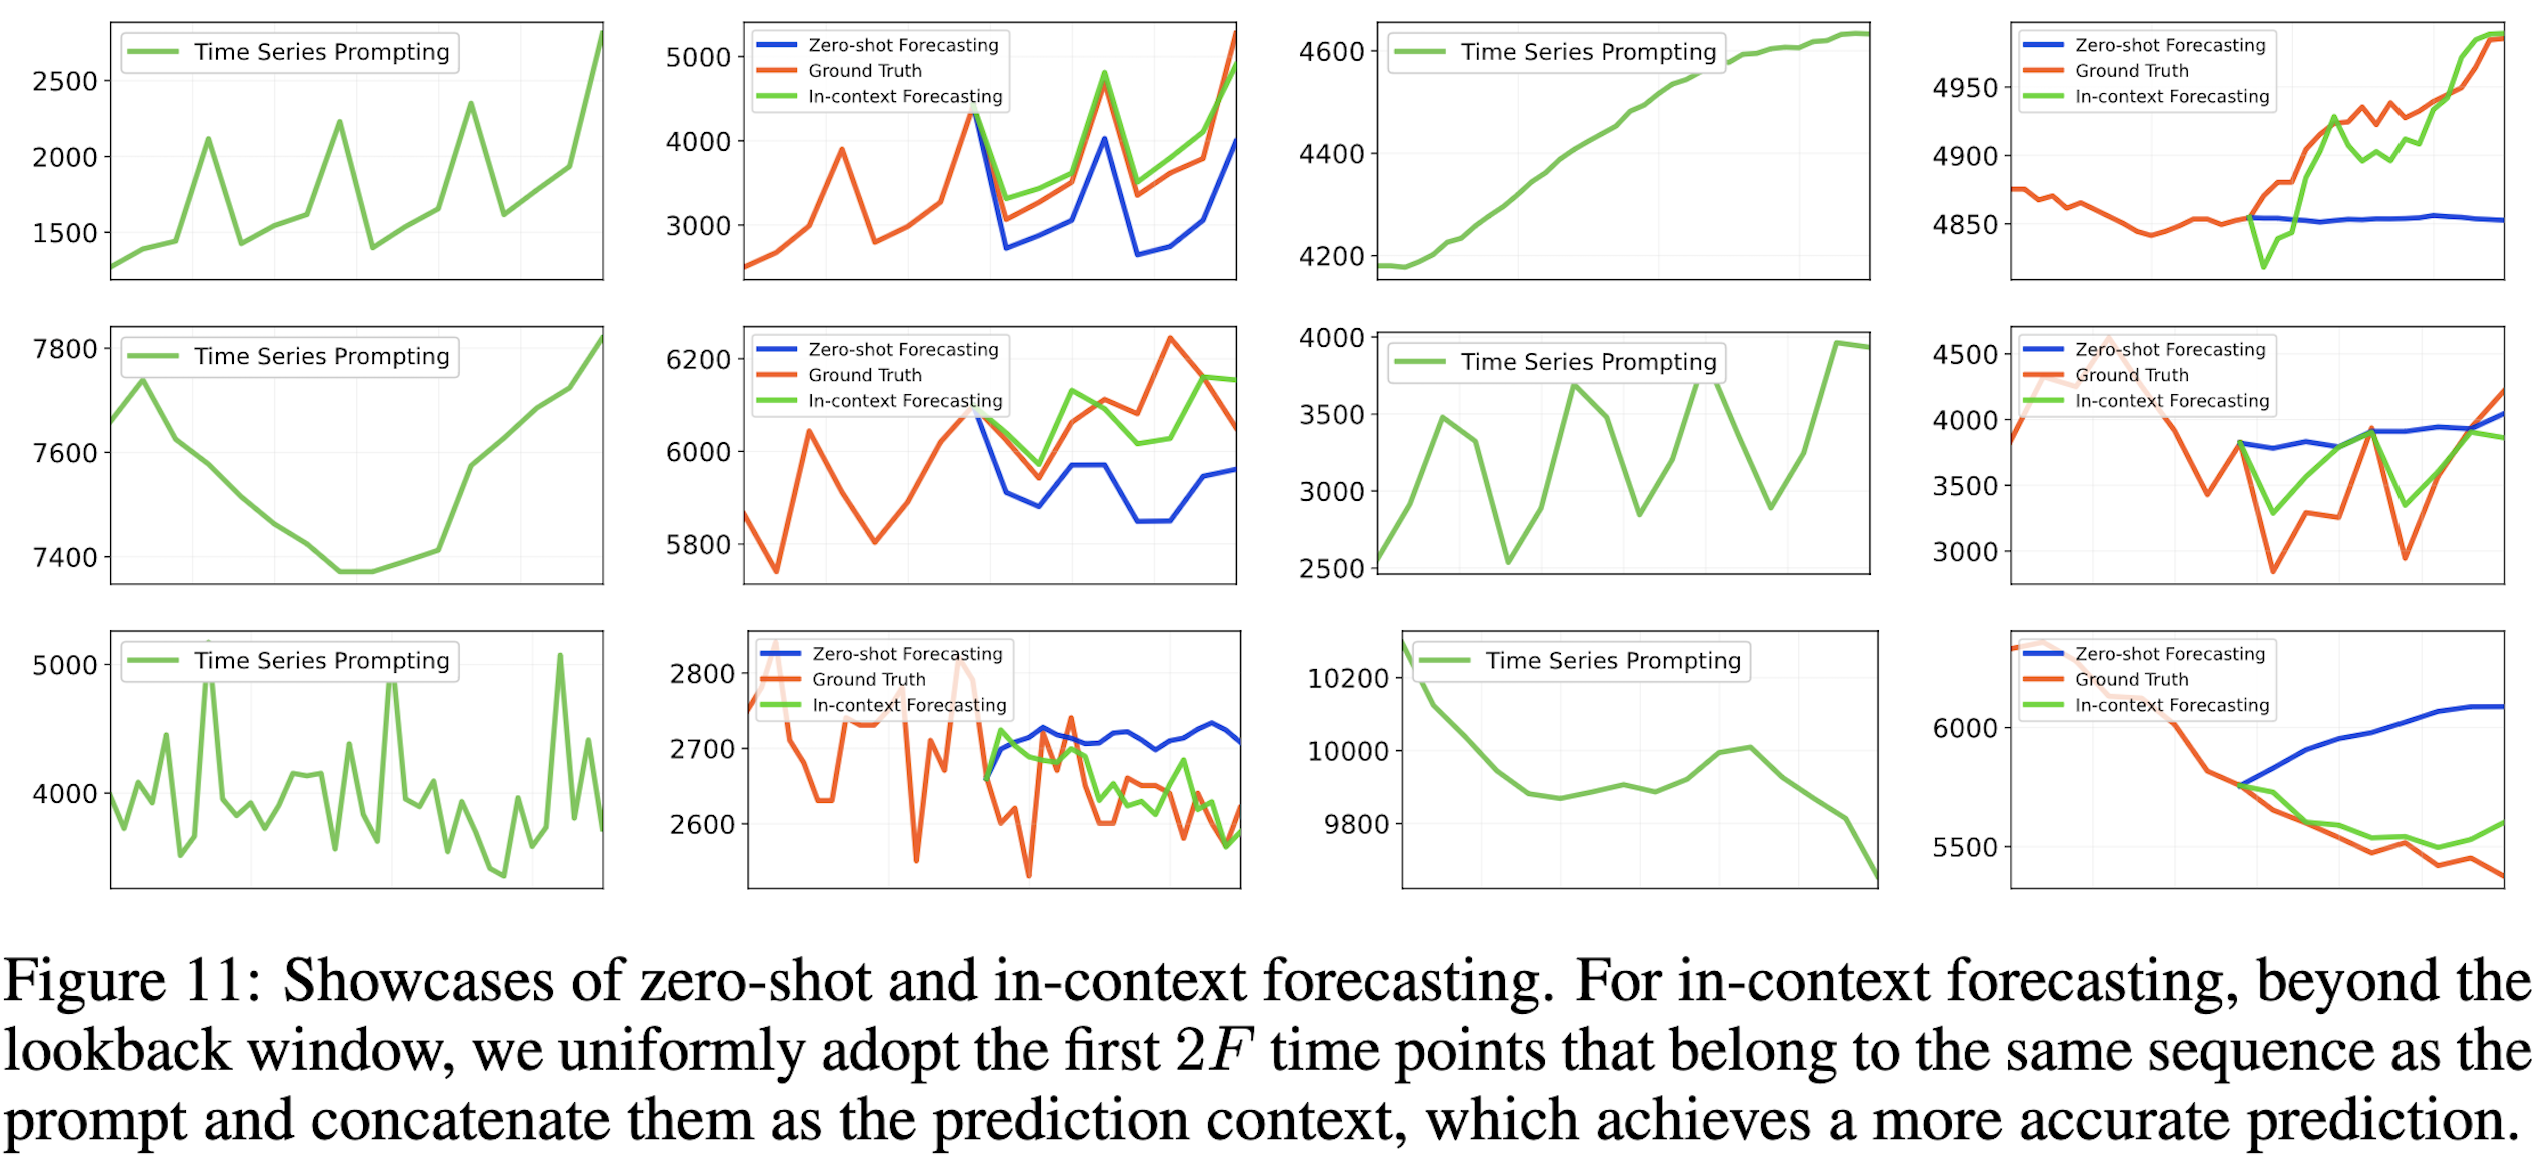 Time Series Prompting
2500
2000
1500
Zero-shot Forecasting
Ground Truth
In-context Forecasting
5000
4000
3000
Time Series Prompting
4600
4400
4200
Zero-shot Forecasting
Ground Truth
In-context Forecasting
4950
4900
4850
Time Series Prompting
7800
7600
7400
Zero-shot Forecasting
Ground Truth
In-context Forecasting
6200
6000
5800
Time Series Prompting
4000
3500
3000
2500
Zero-shot Forecasting
Ground Truth
In-context Forecasting
4500
4000
3500
3000
Time Series Prompting
5000
4000
Zero-shot Forecasting
Ground Truth
In-context Forecasting
2800
2700
2600
Time Series Prompting
10200
10000
9800
Zero-shot Forecasting
Ground Truth
In-context Forecasting
6000
5500
Figure 11: Showcases of zero-shot and in-context forecasting. For in-context forecasting, beyond the
lookback window, we uniformly adopt the first 2F time points that belong to the same sequence as the
prompt and concatenate them as the prediction context, which achieves a more accurate prediction.